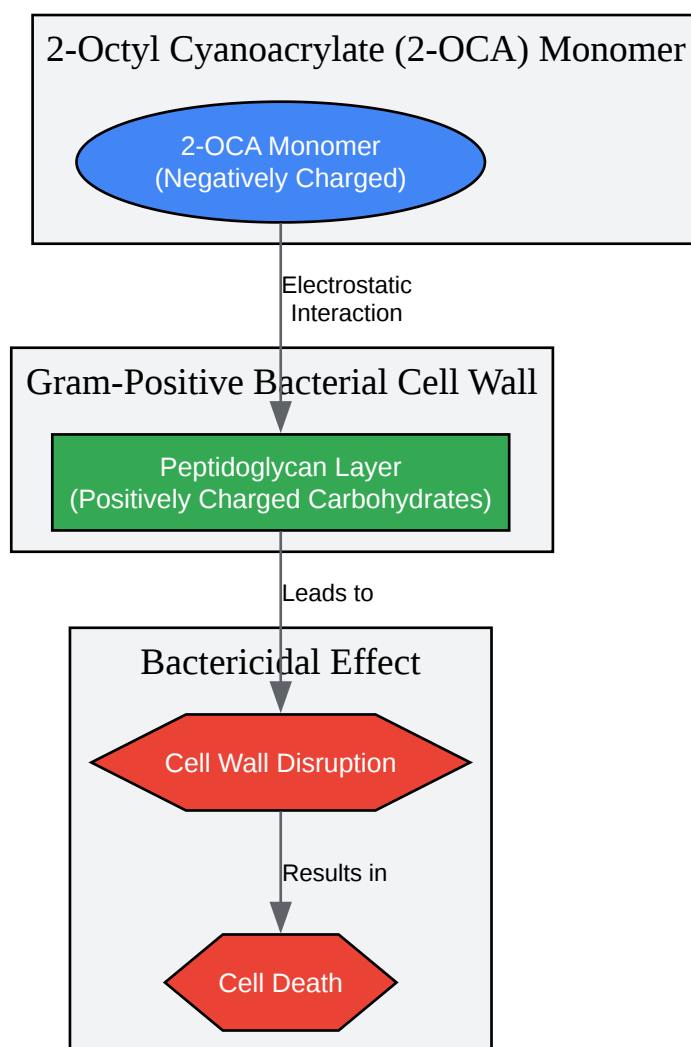 2-Octyl Cyanoacrylate (2-OCA) Monomer
2-OCA Monomer
(Negatively Charged)
Electrostatic
Interaction
Gram-Positive Bacterial Cell Wall
Peptidoglycan Layer
(Positively Charged Carbohydrates)
Leads to
Bactericidal Effect
Cell Wall Disruption
Results in
Cell Death